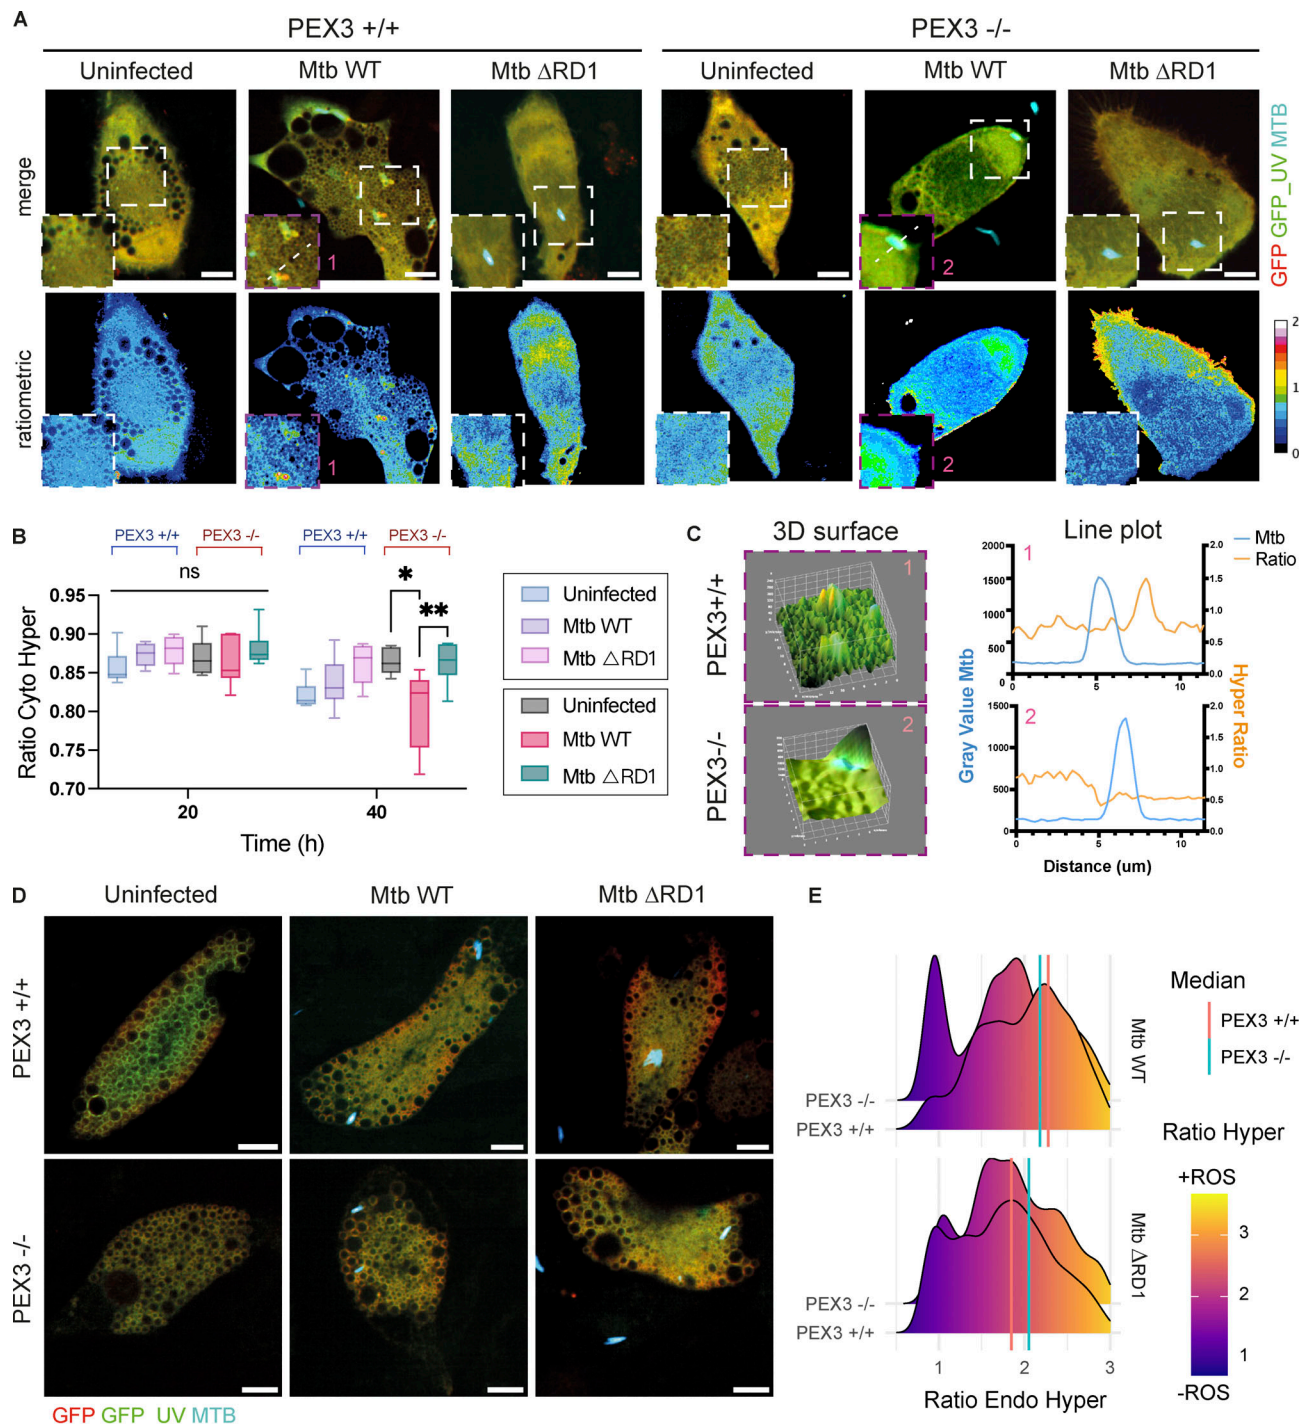 A
PEX3 +/+
PEX3 -/-
Uninfected
Mtb WT
Mtb ΔRD1
Uninfected
Mtb WT
Mtb ΔRD1
merge
1
2
GFP GFP_UV MTB
ratiometric
1
2
2
1
0
B
PEX3 +/+
PEX3 -/-
PEX3 +/+
PEX3 -/-
ns
*
**
0.95
0.90
0.85
0.80
0.75
0.70
Ratio Cyto Hyper
20
40
Time (h)
Uninfected
Mtb WT
Mtb △RD1
Uninfected
Mtb WT
Mtb △RD1
C
3D surface
Line plot
PEX3+/+
1
PEX3-/-
2
Mtb
Ratio
1
2000
1500
1000
500
0
2.0
1.5
1.0
0.5
0.0
0
5
10
2
1500
1000
500
0
2.0
1.5
1.0
0.5
0.0
0
5
10
Gray Value Mtb
Hyper Ratio
Distance (um)
D
Uninfected
Mtb WT
Mtb ΔRD1
PEX3 +/+
PEX3 -/-
GFP GFP_UV MTB
E
PEX3 -/-
PEX3 +/+
Mtb WT
PEX3 -/-
PEX3 +/+
Mtb ΔRD1
1
2
3
Ratio Endo Hyper
Median
PEX3 +/+
PEX3 -/-
Ratio Hyper
+ROS
3
2
1
-ROS